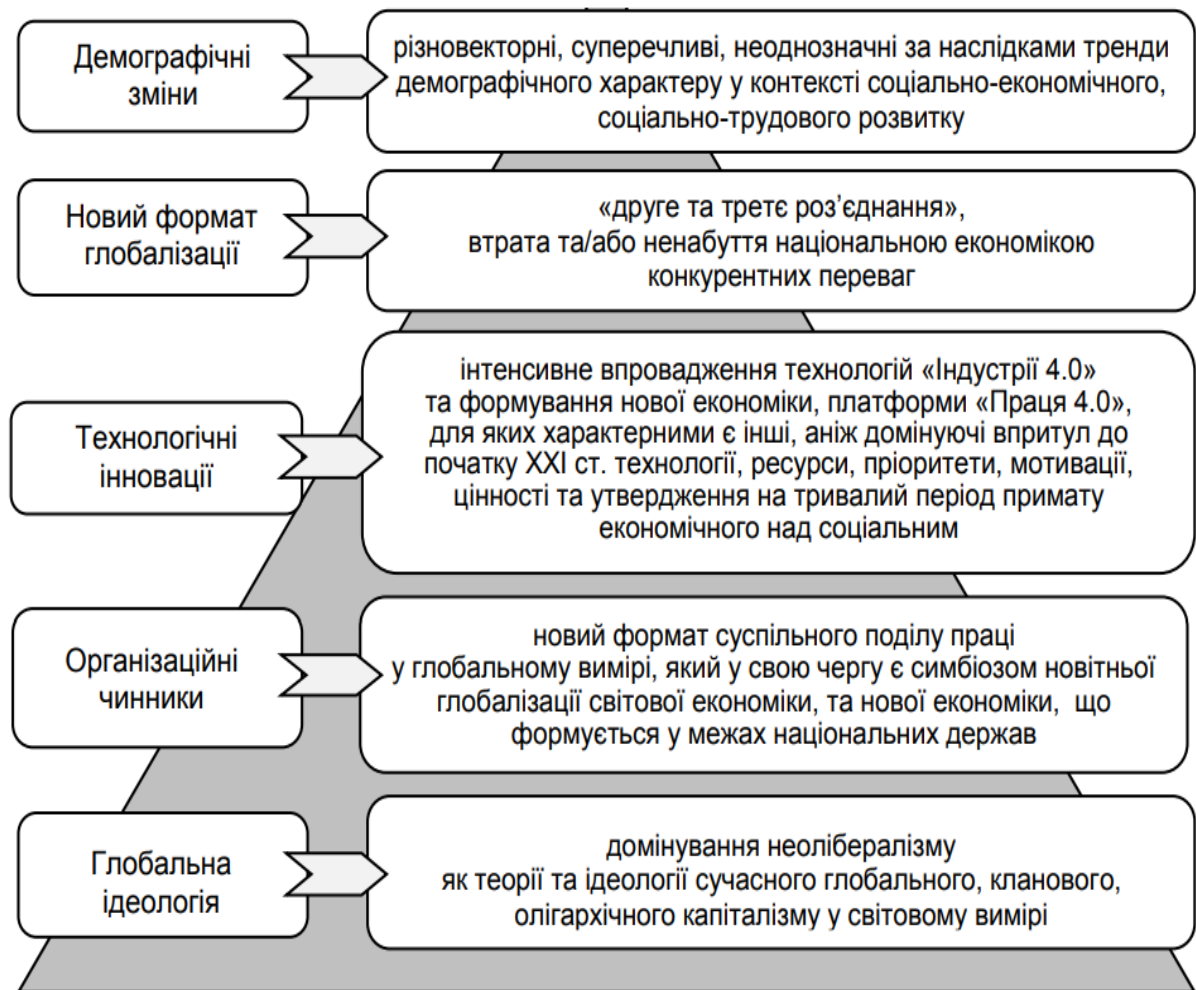 Демографічні
зміни
різновекторні, суперечливі, неоднозначні за наслідками тренди
демографічного характеру у контексті соціально-економічного,
соціально-трудового розвитку
Новий формат
глобалізації
«друге та третє роз’єднання»,
втрата та/або ненабуття національною економікою
конкурентних переваг
Технологічні
інновації
інтенсивне впровадження технологій «Індустрії 4.0»
та формування нової економіки, платформи «Праця 4.0»,
для яких характерними є інші, аніж домінуючі впритул до
початку ХХІ ст. технології, ресурси, пріоритети, мотивації,
цінності та утвердження на тривалий період примату
економічного над соціальним
Організаційні
чинники
новий формат суспільного поділу праці
у глобальному вимірі, який у свою чергу є симбіозом новітньої
глобалізації світової економіки, та нової економіки, що
формується у межах національних держав
Глобальна
ідеологія
домінування неолібералізму
як теорії та ідеології сучасного глобального, кланового,
олігархічного капіталізму у світовому вимірі